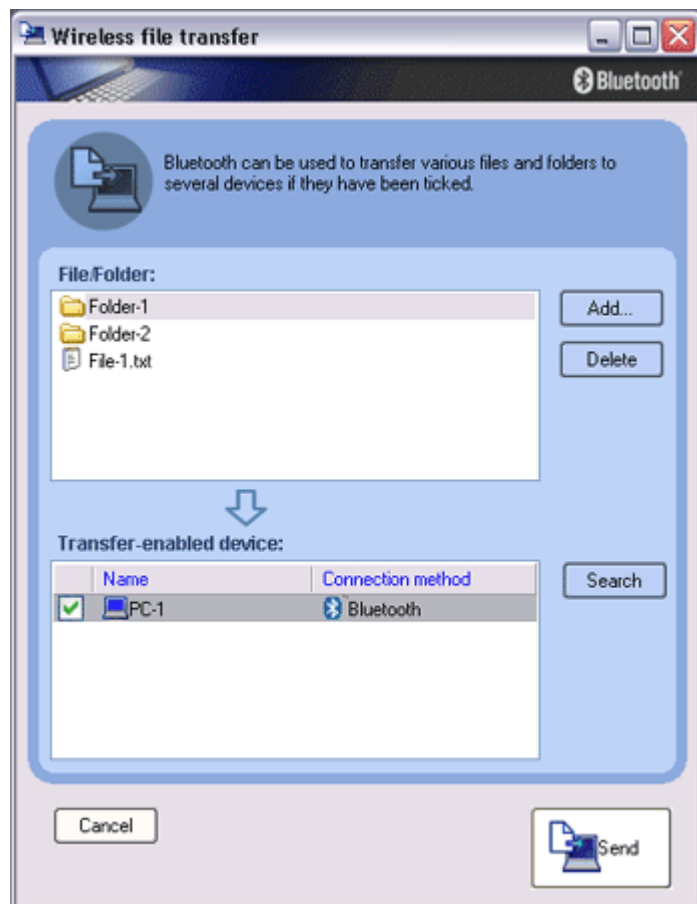 Wireless file transfer
Bluetooth
Bluetooth can be used to transfer various files and folders to
several devices if they have been ticked.
File/Folder:
Folder-1
Add...
Folder-2
Delete
File-1.txt
Transfer-enabled device:
Name Connection method
Search
PC-1 Bluetooth
Cancel
Send